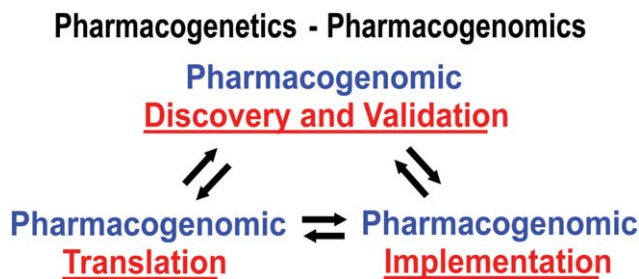 Pharmacogenetics - Pharmacogenomics
Pharmacogenomic
Discovery and Validation
Pharmacogenomic
Translation
Pharmacogenomic
Implementation